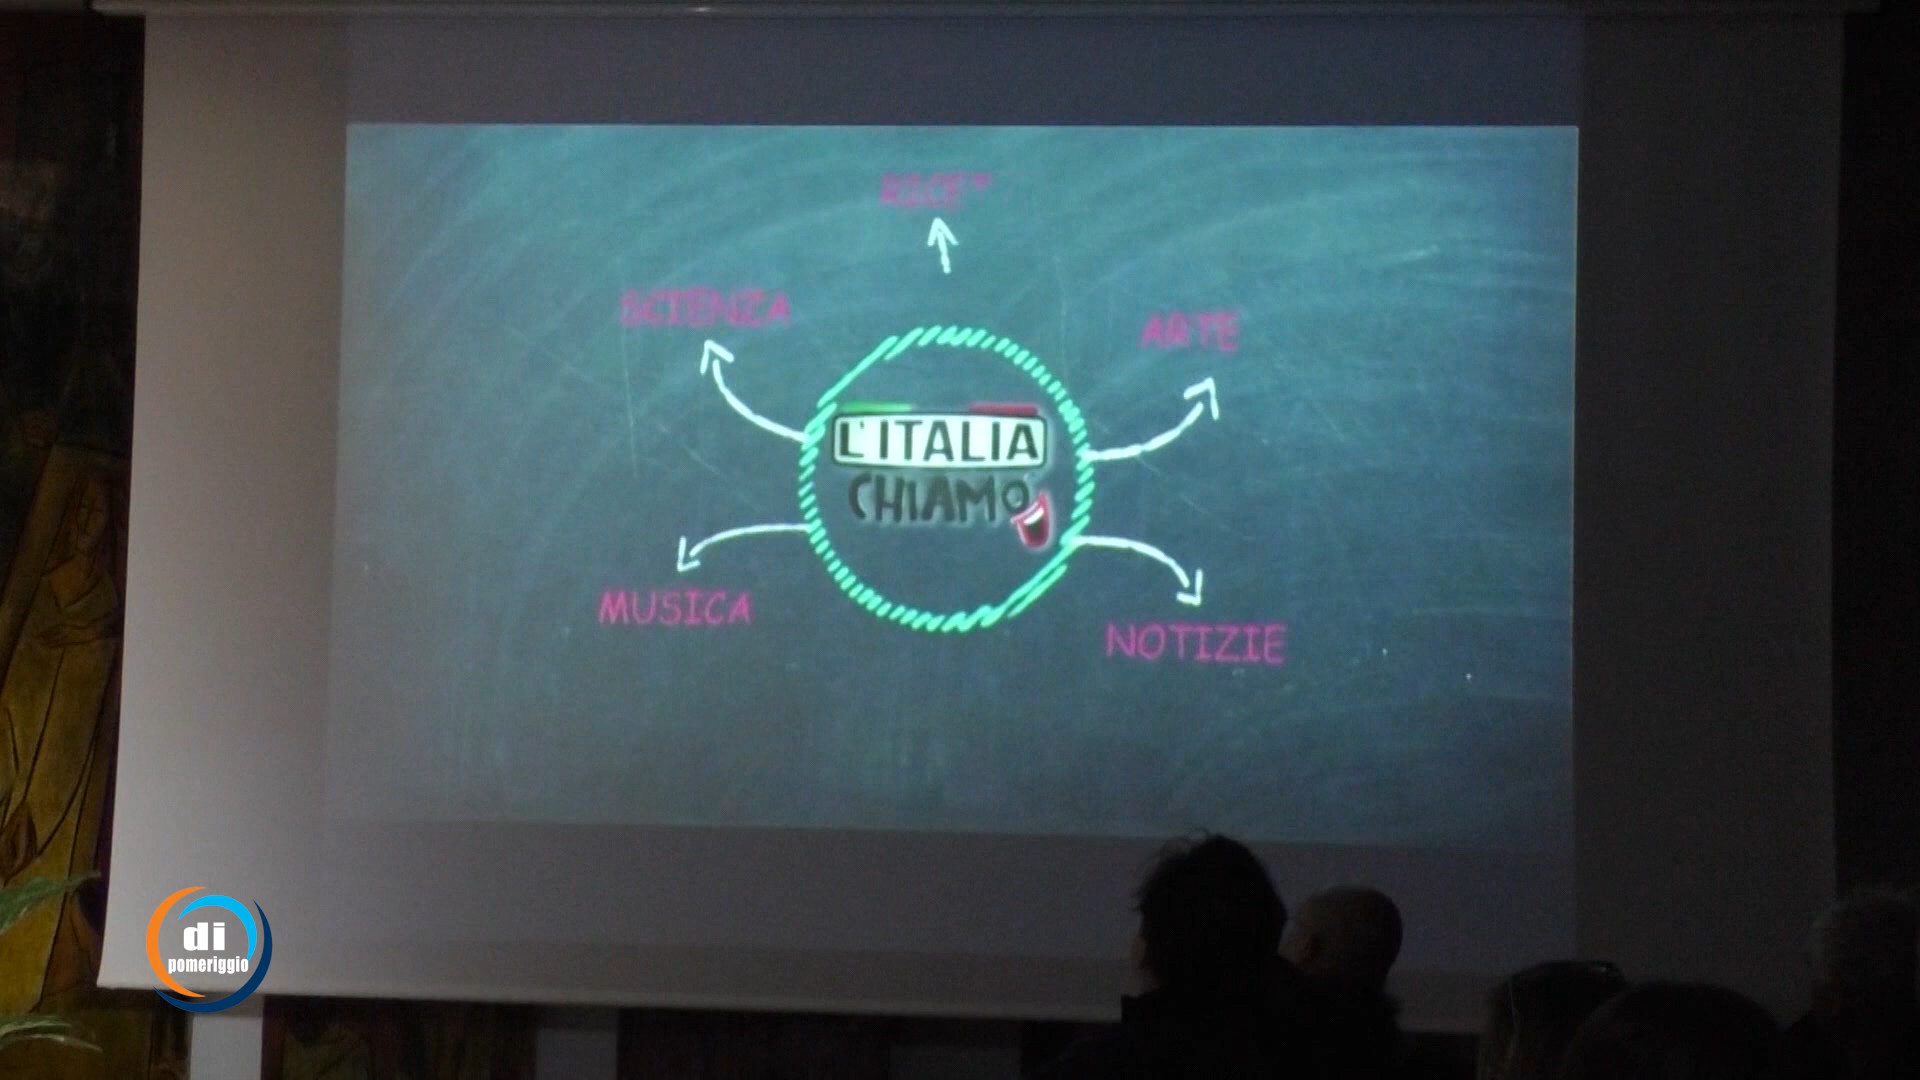 SCIENZA
ARTE
L'ITALIA
CHIAMO
MUSICA
NOTIZIE
di
pomeriggio